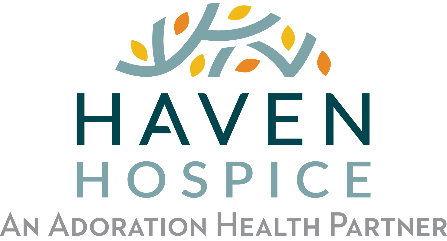 HAVEN
HOSPICE
AN ADORATION HEALTH PARTNER